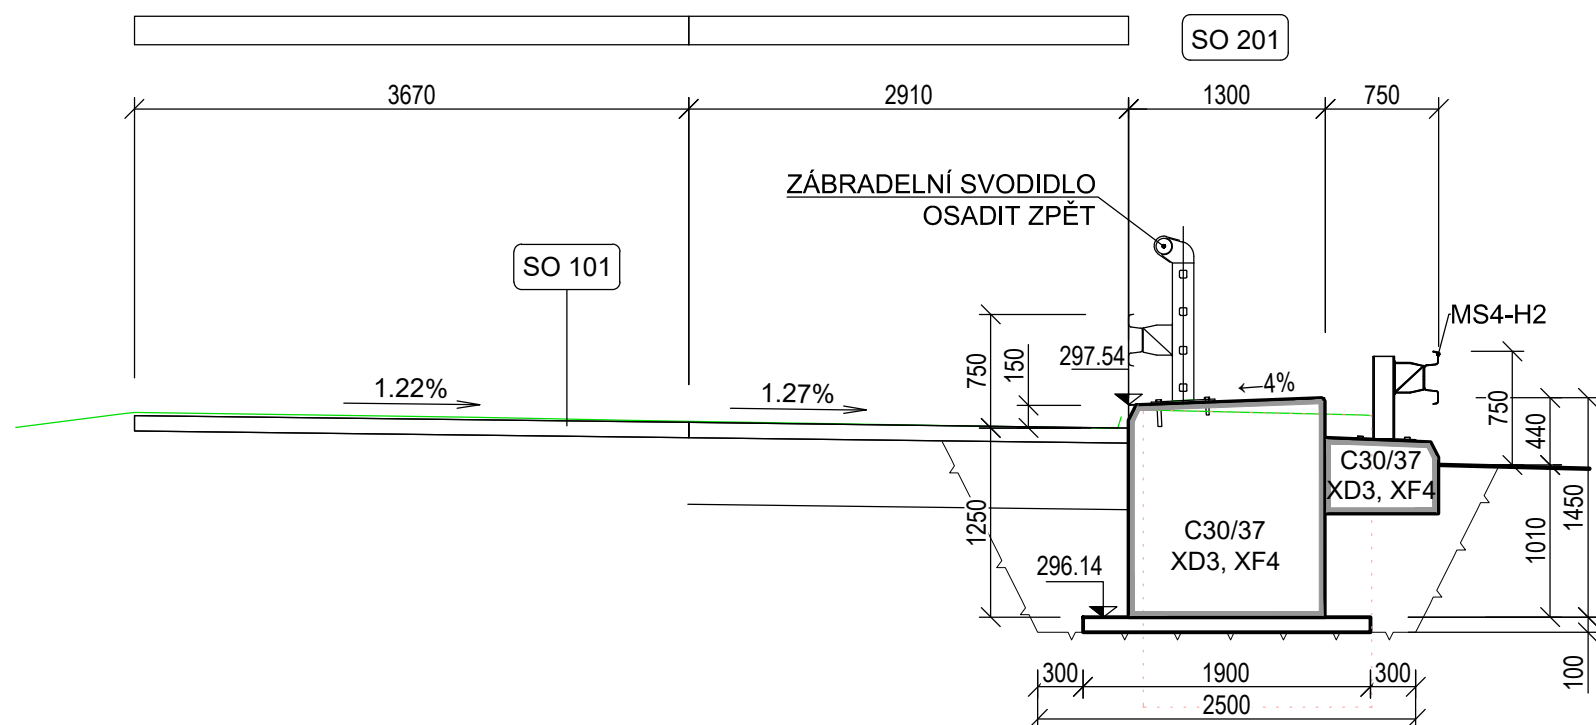 SO 201
3670
2910
1300
750
ZÁBRADELNÍ SVODIDLO
OSADIT ZPĚT
SO 101
MS4-H2
297.54
750
150
1.22%
1.27%
←4%
750
440
C30/37
XD3, XF4
1250
C30/37
XD3, XF4
1010
1450
296.14
300
1900
300
100
2500